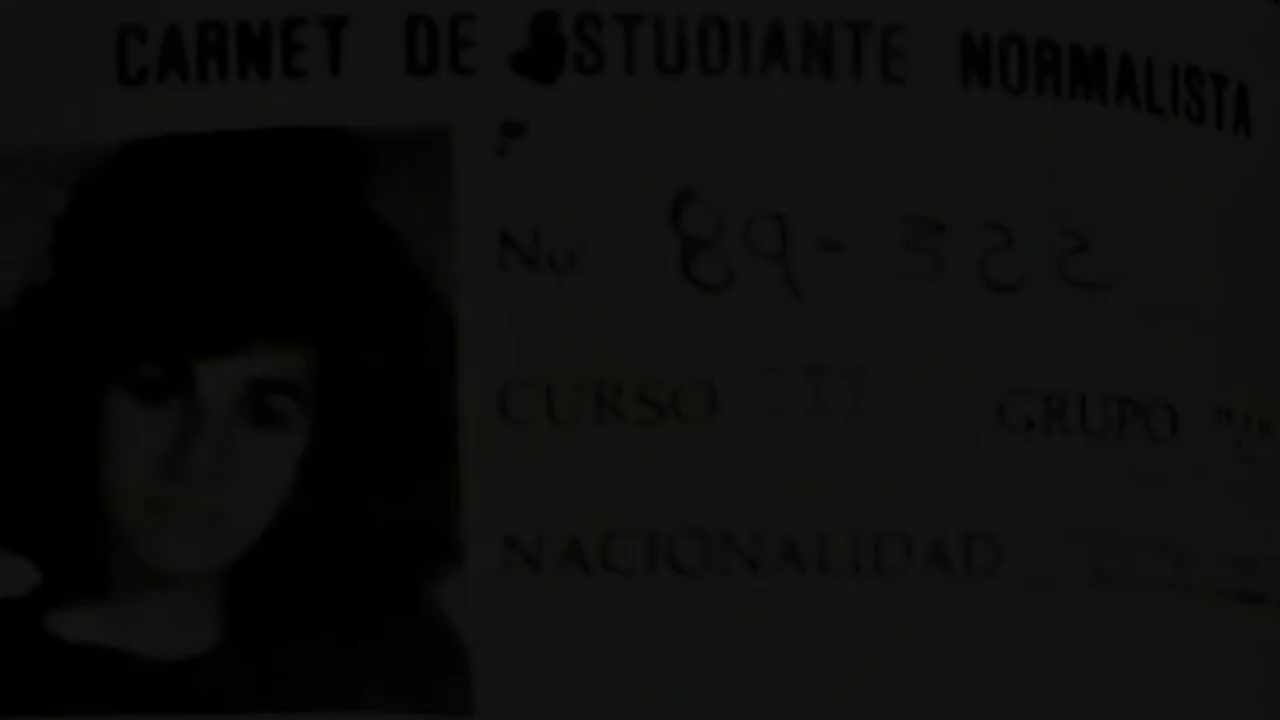 CARNET DE ESTUDIANTE NORMALISTA
No 89-322
CURSO GRUPO
NACIONALIDAD